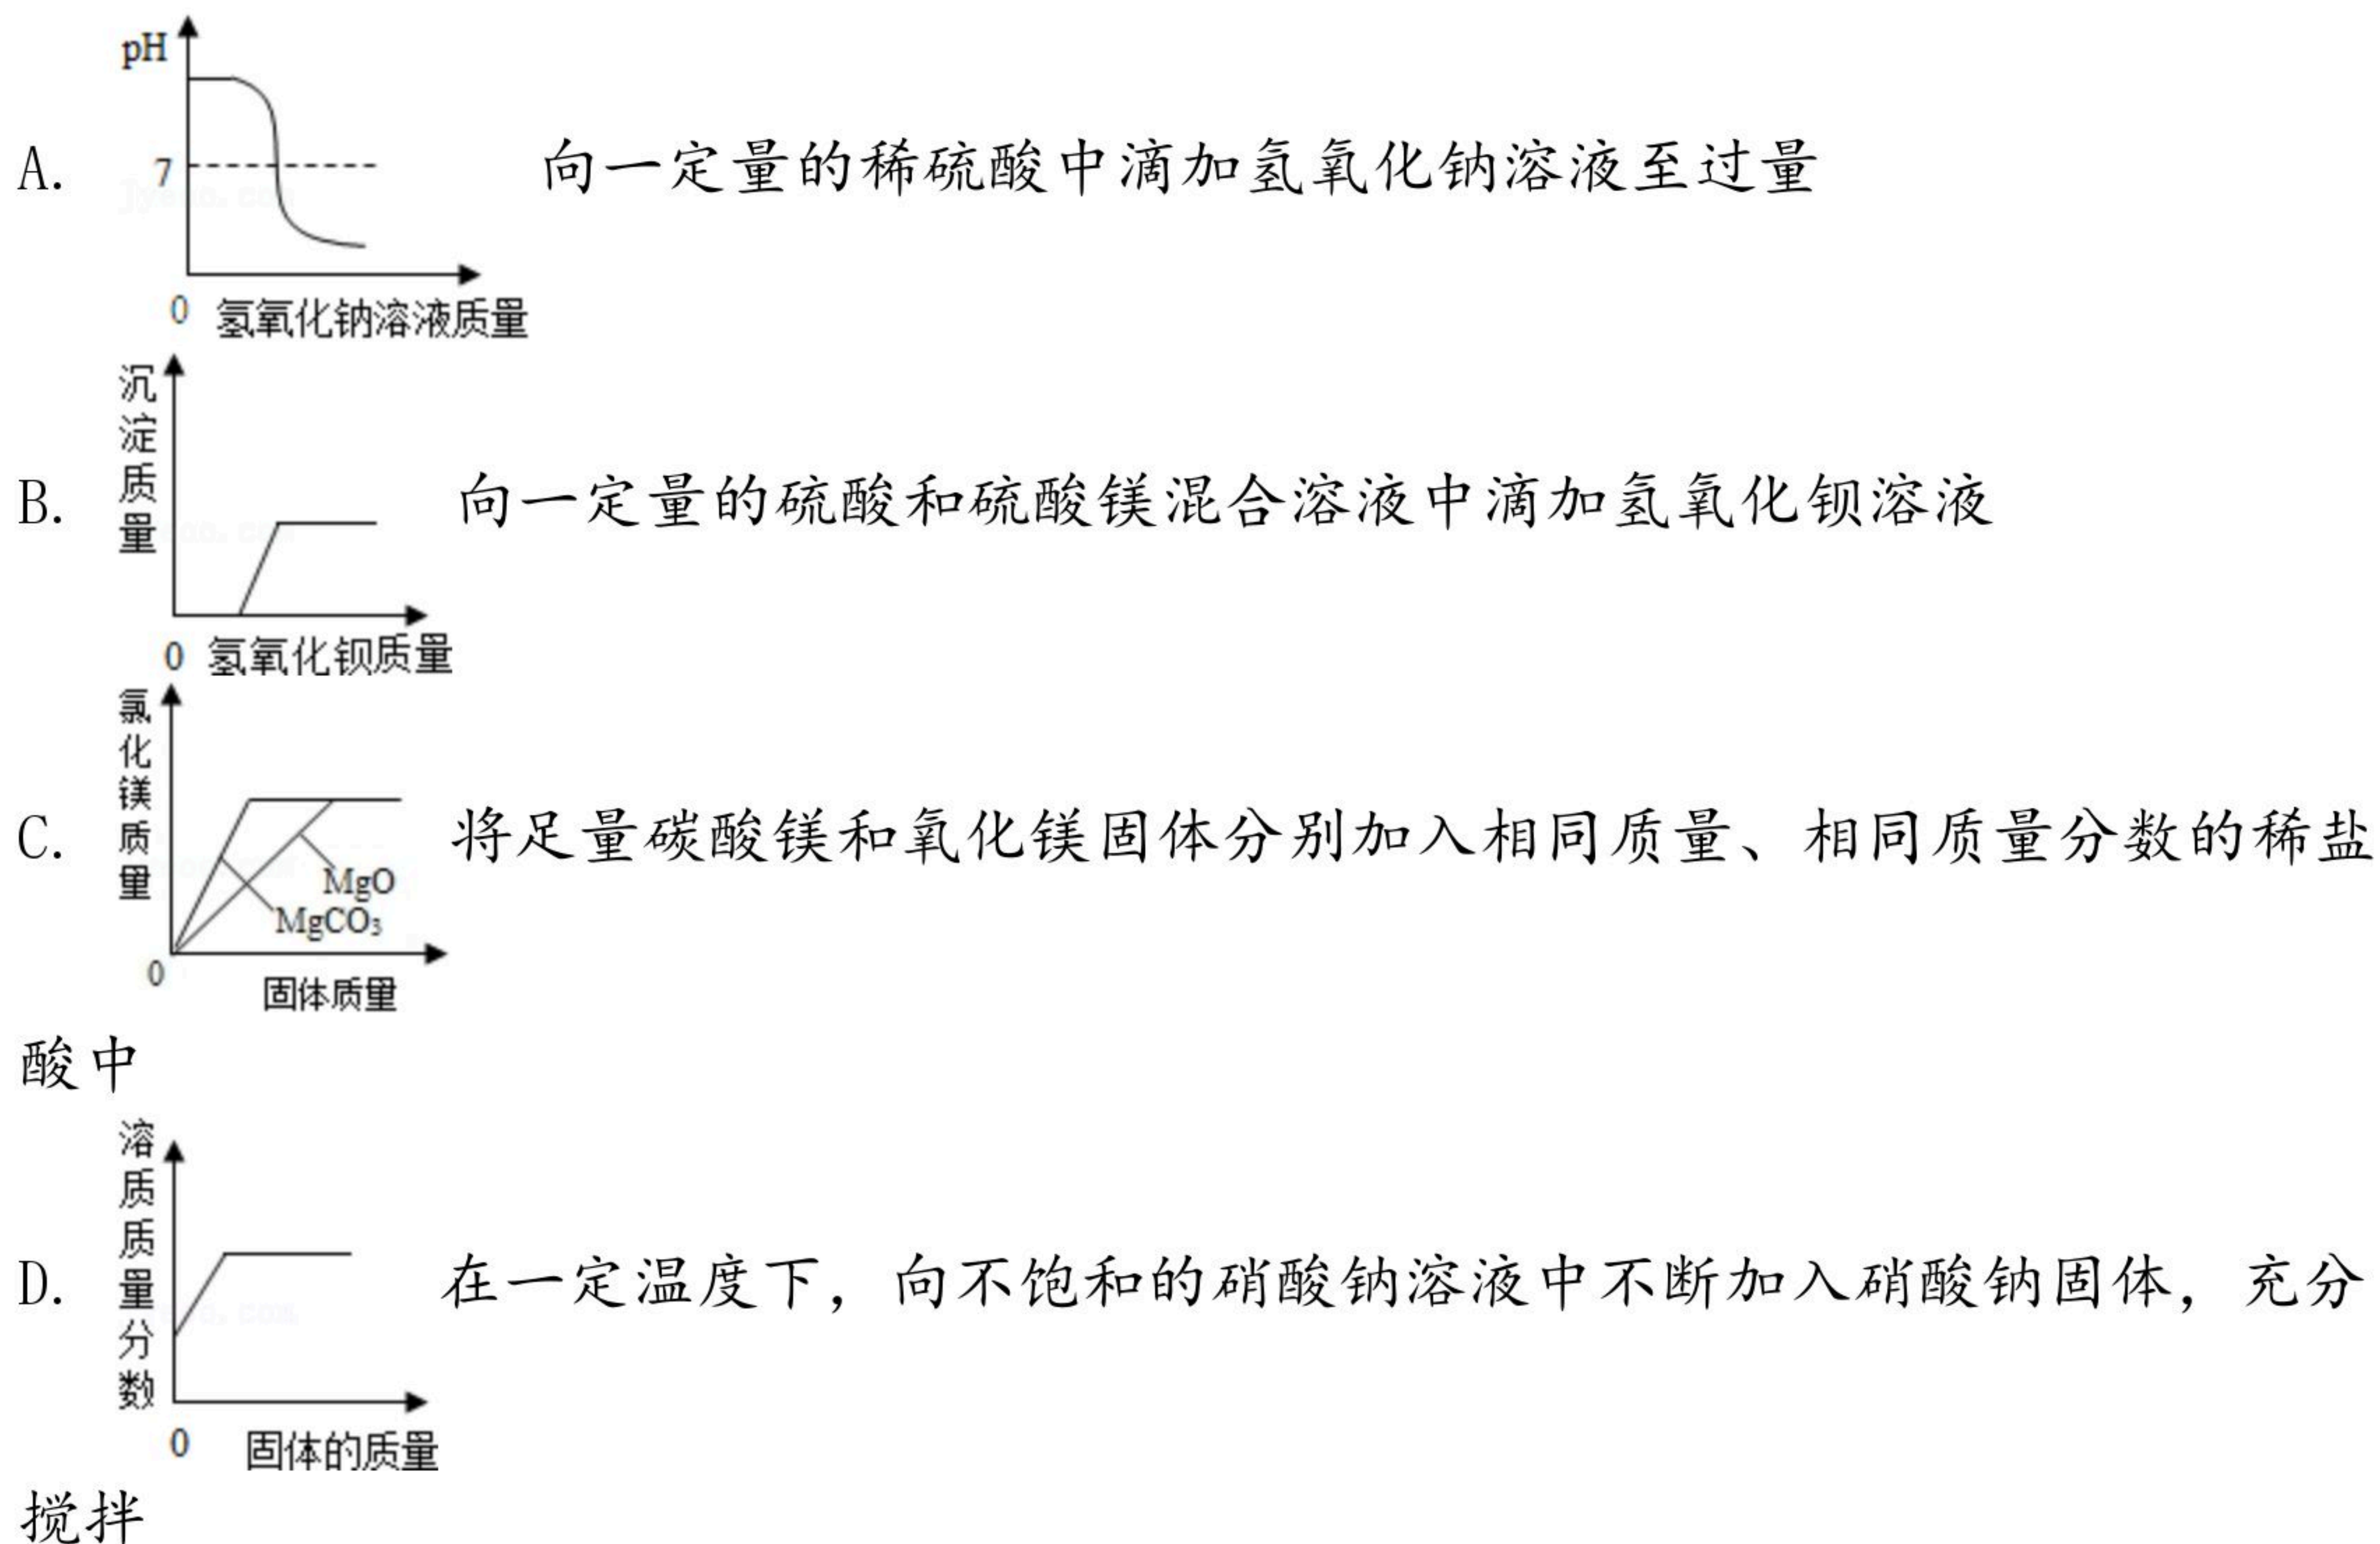 pH
7
A. 向一定量的稀硫酸中滴加氢氧化钠溶液至过量
0 氢氧化钠溶液质量
沉淀质量
B. 向一定量的硫酸和硫酸镁混合溶液中滴加氢氧化钡溶液
0 氢氧化钡质量
氯化镁质量
C. 将足量碳酸镁和氧化镁固体分别加入相同质量、相同质量分数的稀盐
MgO
MgCO₃
0
固体质量
酸中
溶质质量分数
D. 在一定温度下，向不饱和的硝酸钠溶液中不断加入硝酸钠固体，充分
0 固体的质量
搅拌